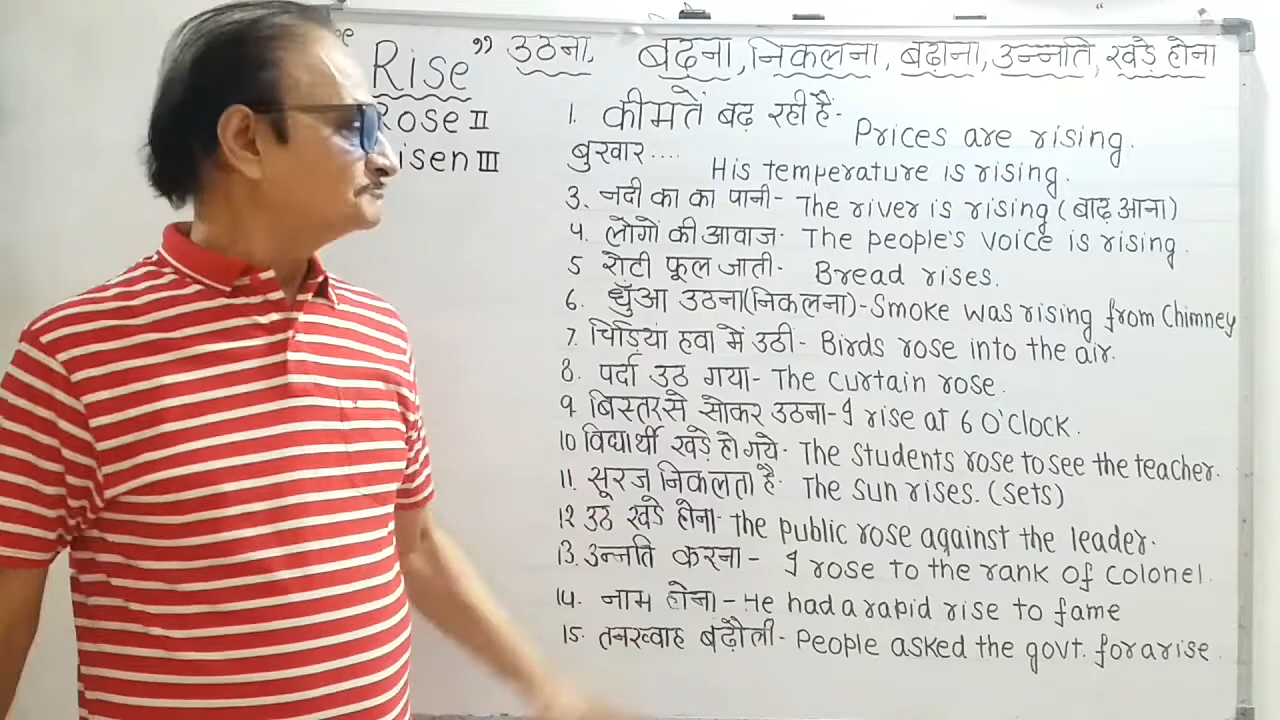 Rise" उठना, बढ़ना, निकलना, बढ़ाना, उन्नति, खड़े होना
Rose II
isen III
1. कीमतें बढ़ रही हैं- Prices are rising.
बुखार.... His temperature is rising.
3. नदी का का पानी- The river is rising (बाढ़ आना)
4. लोगों की आवाज- The people's voice is rising.
5 रोटी फूल जाती- Bread rises.
6. धुँआ उठना(निकलना)-Smoke was rising from Chimney
7. चिड़ियां हवा में उठी- Birds rose into the air.
8. पर्दा उठ गया- The curtain rose.
9. बिस्तर से सोकर उठना-I rise at 6 O'Clock.
10 विद्यार्थी खड़े हो गये- The Students rose to see the teacher.
11. सूरज निकलता है- The Sun rises. (Sets)
12 उठ खड़े होना- the public rose against the leader.
13. उन्नति करना- I rose to the rank of Colonel.
14. नाम होना-He had a rapid rise to fame
15. तनख्वाह बढ़ौली- People asked the govt. for a rise.